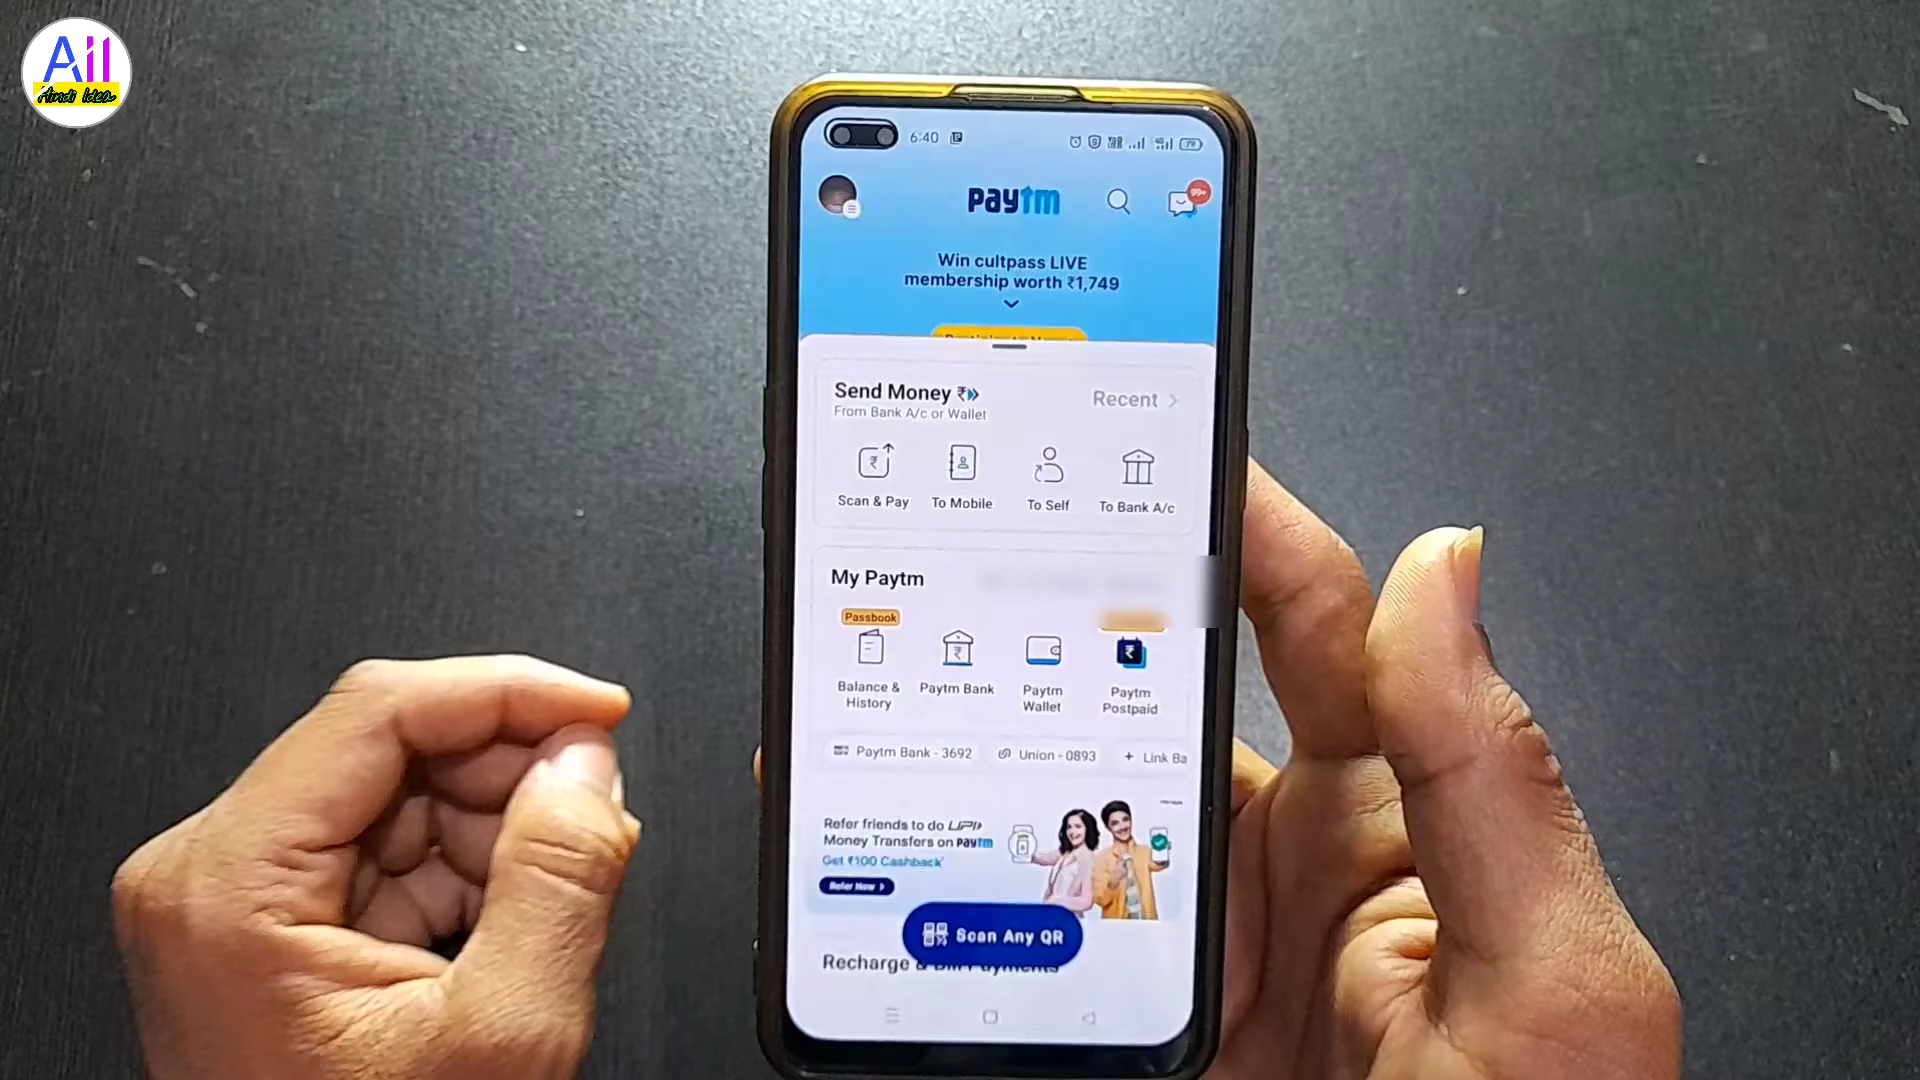 All
Hindi Idea
6:40
paytm
99+
Win cultpass LIVE
membership worth ₹1,749
Send Money ₹
Recent >
From Bank A/c or Wallet
₹
Scan & Pay
To Mobile
To Self
To Bank A/c
My Paytm
Passbook
Balance &
History
Paytm Bank
Paytm
Wallet
Paytm
Postpaid
Paytm Bank - 3692
Union - 0893
+ Link Ba
Refer friends to do UPI
Money Transfers on paytm
Get ₹100 Cashback*
Refer Now >
Scan Any QR
Recharge &